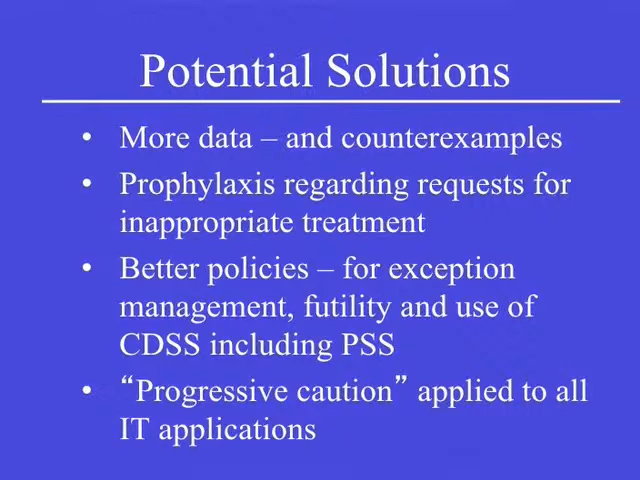 Potential Solutions
• More data – and counterexamples
• Prophylaxis regarding requests for
inappropriate treatment
• Better policies – for exception
management, futility and use of
CDSS including PSS
• “Progressive caution” applied to all
IT applications